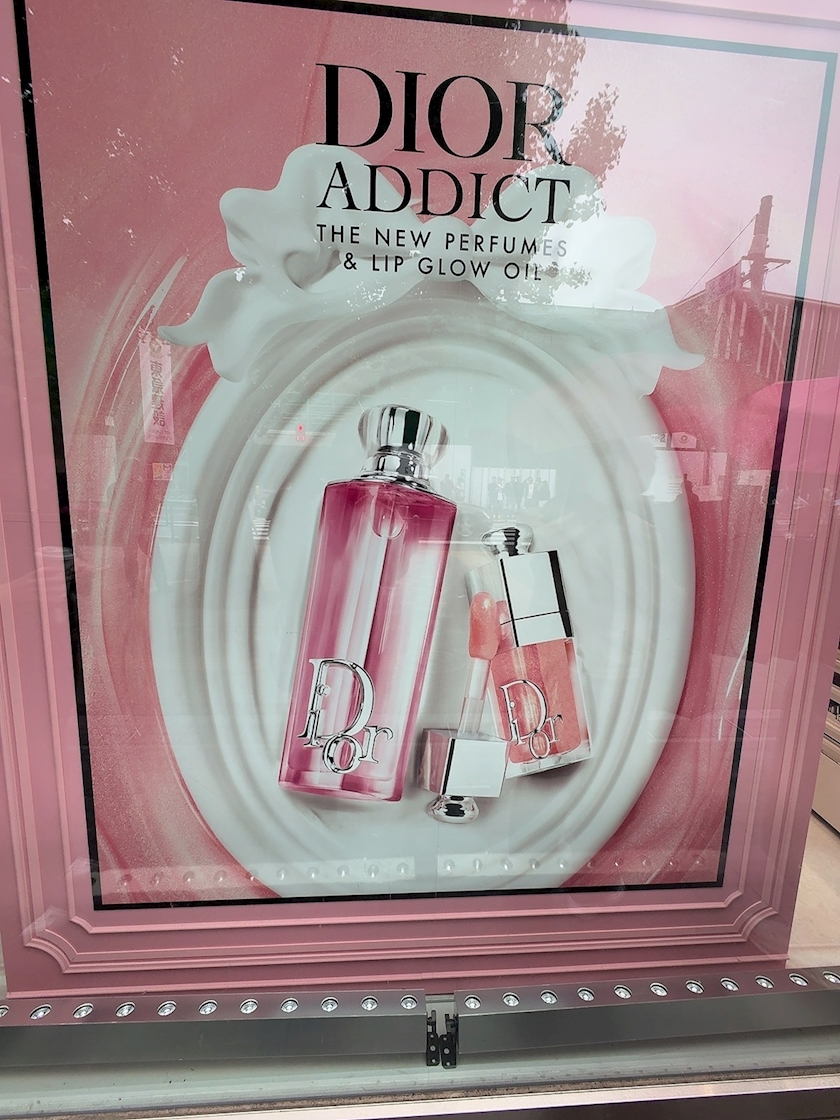 DIOR
ADDICT
THE NEW PERFUMES
& LIP GLOW OIL
Dior
Dior